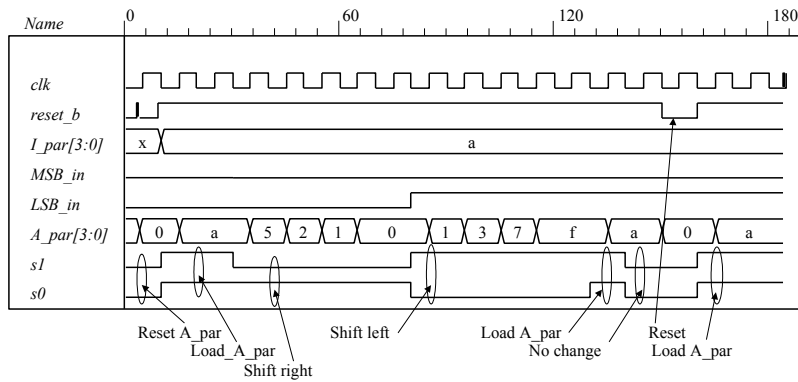 Name 0 60 120 180
clk
reset_b
I_par[3:0] x a
MSB_in
LSB_in
A_par[3:0] 0 a 5 2 1 0 1 3 7 f a 0 a
s1
s0
Reset A_par Shift left Load A_par Reset
Load_A_par No change Load A_par
Shift right